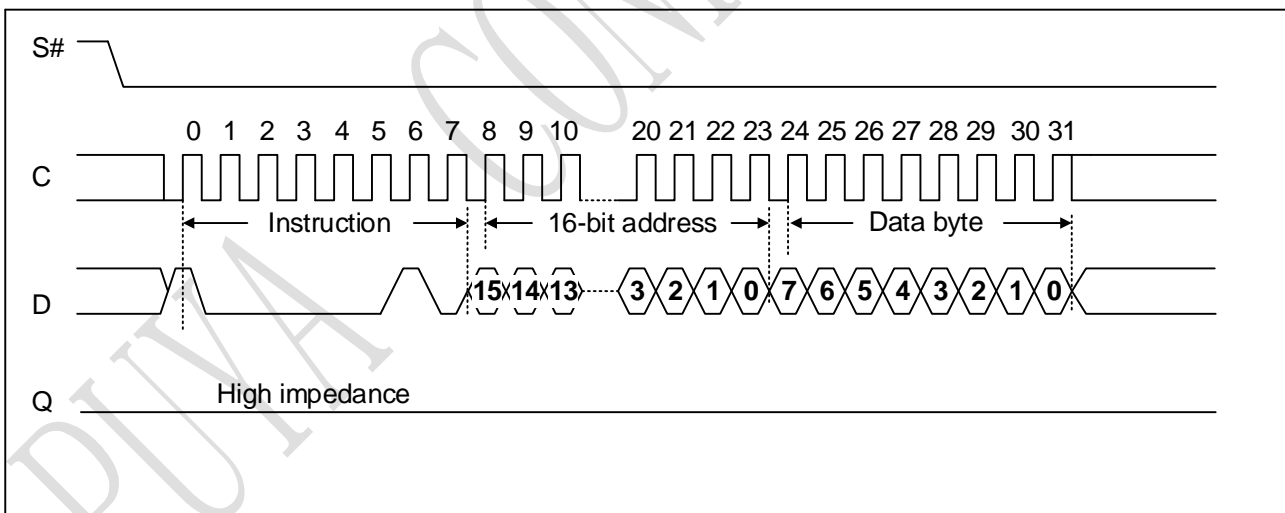 S#
0 1 2 3 4 5 6 7 8 9 10 20 21 22 23 24 25 26 27 28 29 30 31
C
Instruction 16-bit address Data byte
D 15 14 13 3 2 1 0 7 6 5 4 3 2 1 0
High impedance
Q
PUYA